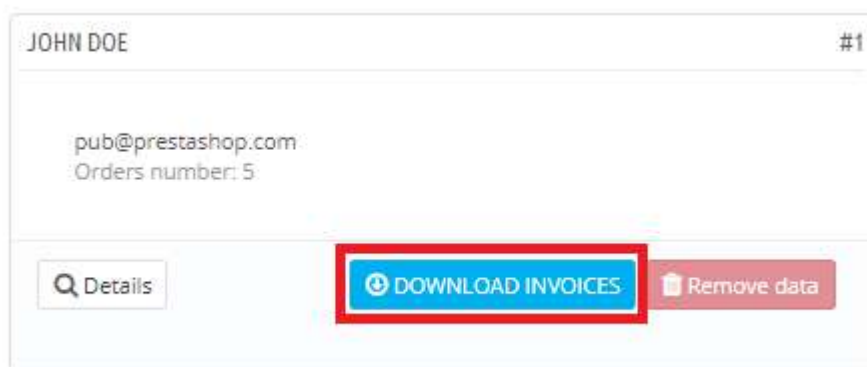 JOHN DOE #1
pub@prestashop.com
Orders number: 5
Details DOWNLOAD INVOICES Remove data